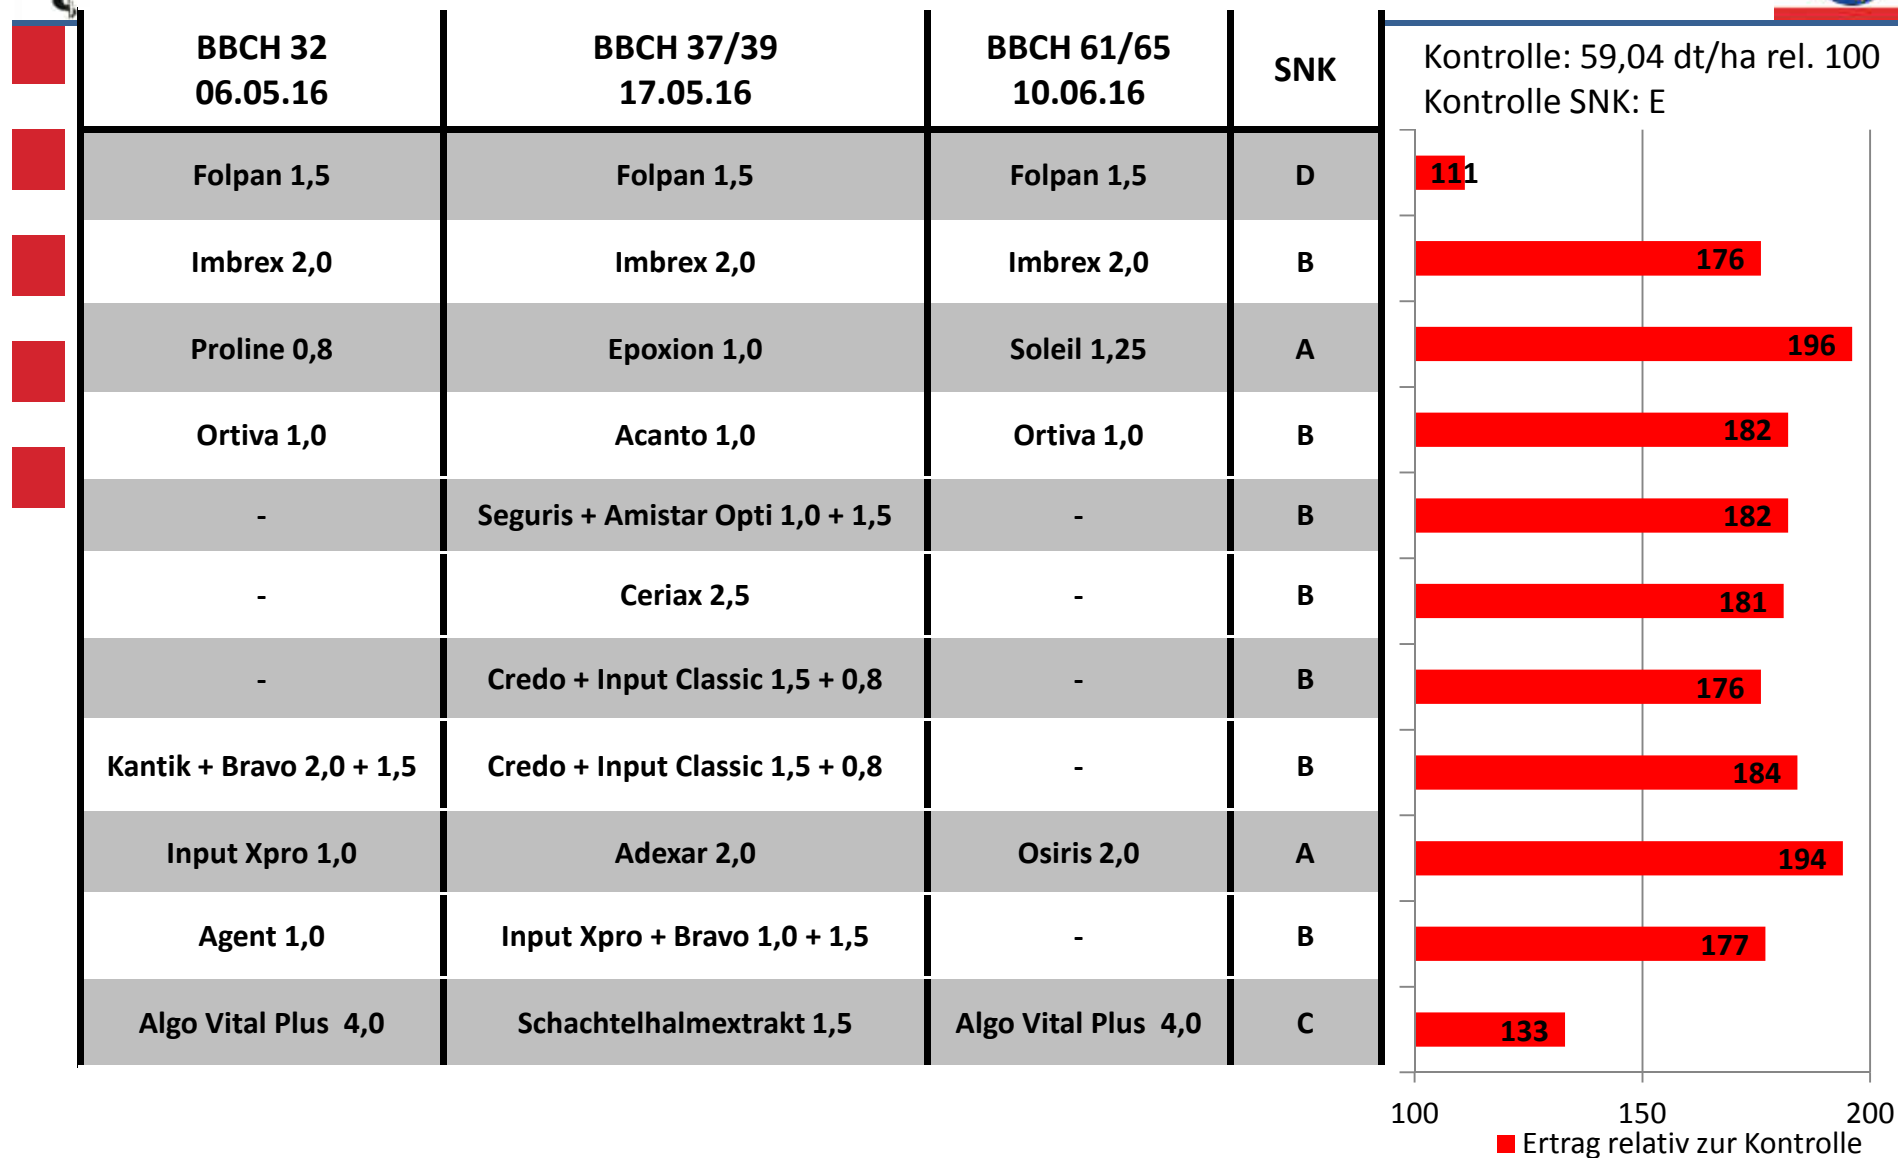 BBCH 32
06.05.16
BBCH 37/39
17.05.16
BBCH 61/65
10.06.16
SNK
Kontrolle: 59,04 dt/ha rel. 100
Kontrolle SNK: E
Folpan 1,5
Folpan 1,5
Folpan 1,5
D
111
Imbrex 2,0
Imbrex 2,0
Imbrex 2,0
B
176
Proline 0,8
Epoxion 1,0
Soleil 1,25
A
196
Ortiva 1,0
Acanto 1,0
Ortiva 1,0
B
182
-
Seguris + Amistar Opti 1,0 + 1,5
-
B
182
-
Ceriax 2,5
-
B
181
-
Credo + Input Classic 1,5 + 0,8
-
B
176
Kantik + Bravo 2,0 + 1,5
Credo + Input Classic 1,5 + 0,8
-
B
184
Input Xpro 1,0
Adexar 2,0
Osiris 2,0
A
194
Agent 1,0
Input Xpro + Bravo 1,0 + 1,5
-
B
177
Algo Vital Plus 4,0
Schachtelhalmextrakt 1,5
Algo Vital Plus 4,0
C
133
100
150
200
Ertrag relativ zur Kontrolle